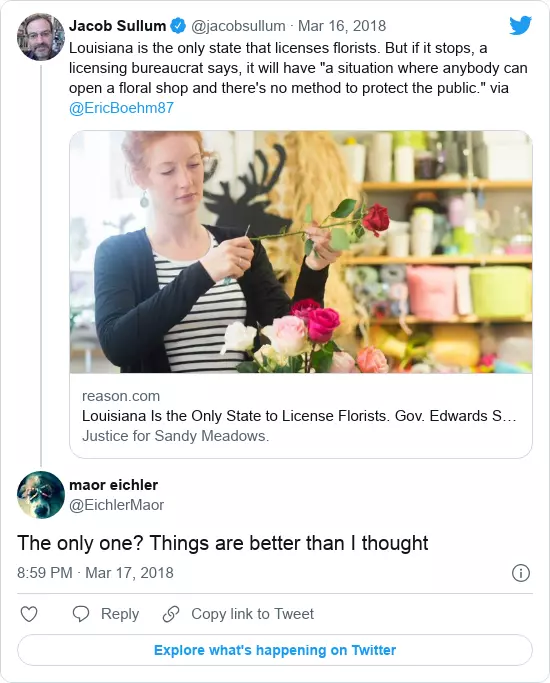 Jacob Sullum @jacobsullum · Mar 16, 2018
Louisiana is the only state that licenses florists. But if it stops, a
licensing bureaucrat says, it will have "a situation where anybody can
open a floral shop and there's no method to protect the public." via
@EricBoehm87
reason.com
Louisiana Is the Only State to License Florists. Gov. Edwards S…
Justice for Sandy Meadows.
maor eichler
@EichlerMaor
The only one? Things are better than I thought
8:59 PM · Mar 17, 2018
Reply
Copy link to Tweet
Explore what's happening on Twitter